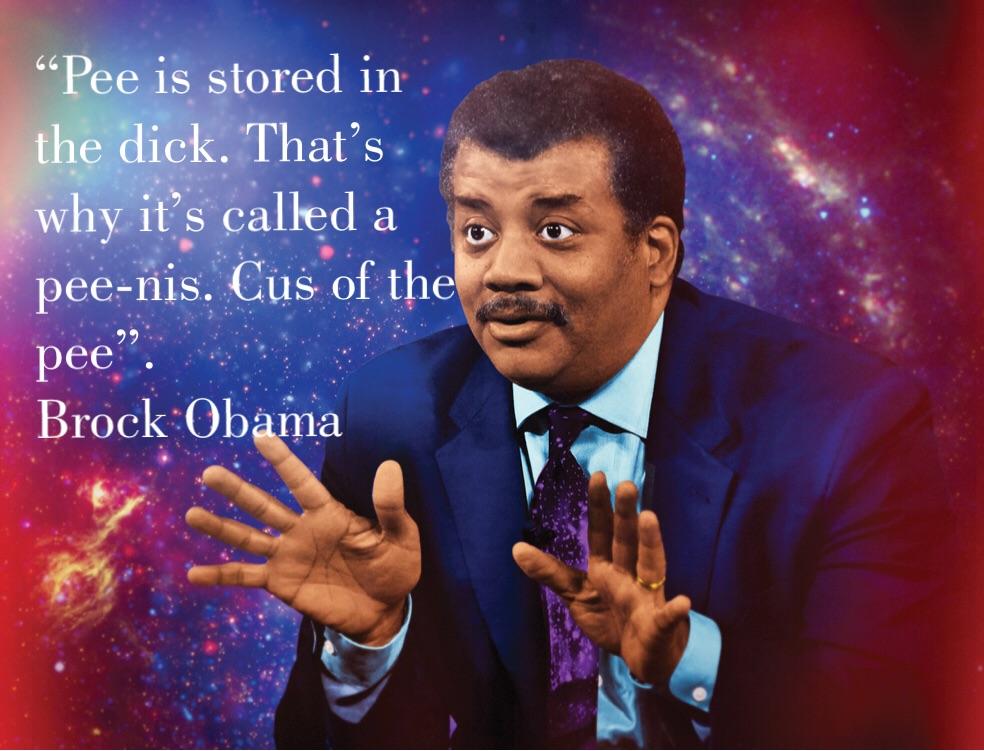 “Pee is stored in
the dick. That’s
why it’s called a
pee-nis. Cus of the
pee”.
Brock Obama